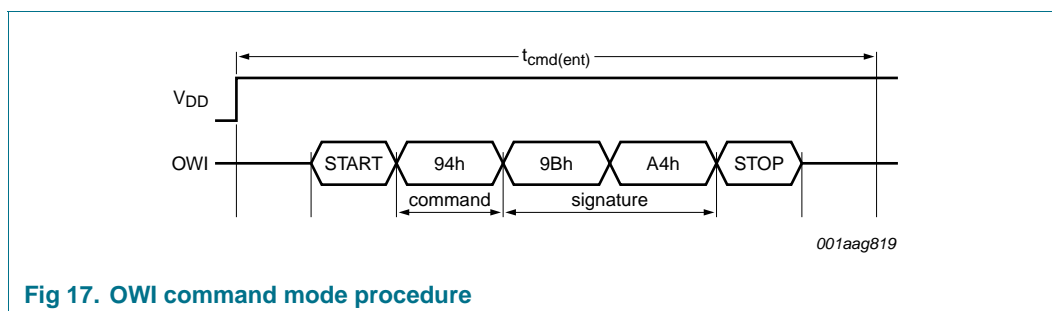 tcmd(ent)
VDD
OWI START 94h 9Bh A4h STOP
command signature
001aag819
Fig 17. OWI command mode procedure